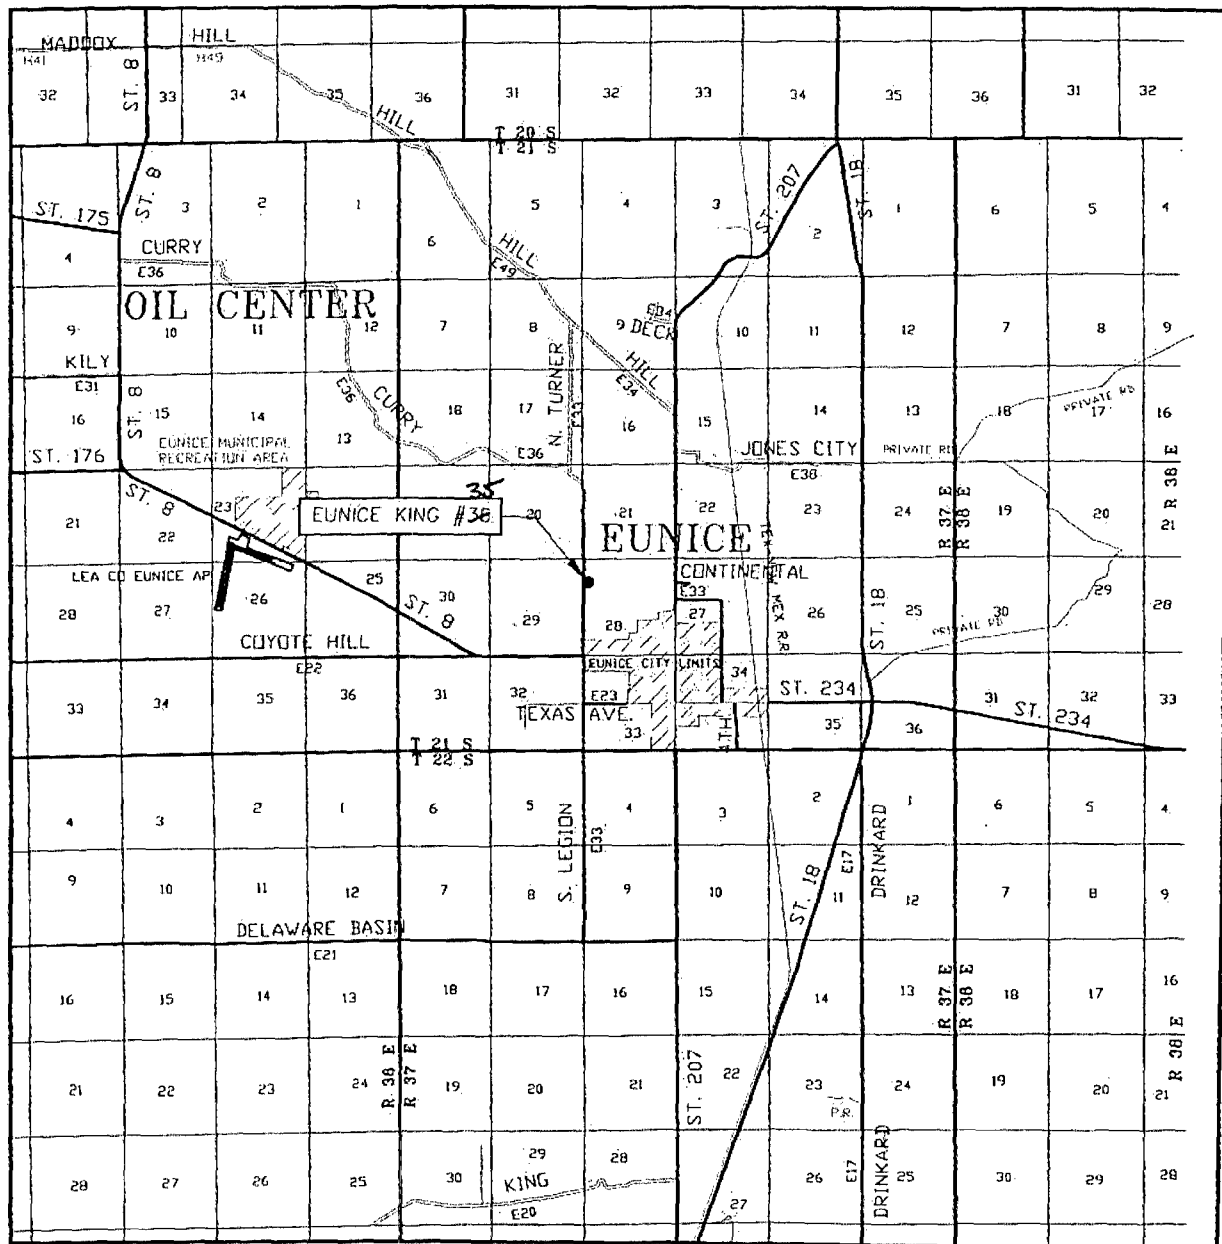 MADDOX HILL
H41 H49
32 ST. 8 33 34 35 36 31 32 33 34 35 36 31 32
HILL
T 20 S
T 21 S
ST. 175 ST. 8 3 2 1 5 4 3 ST. 207 ST. 18 1 6 5 4
4 CURRY 6 HILL 2
E36 E49
OIL CENTER
9 10 11 12 7 8 9 DECK E04 10 11 12 7 8 9
KILY N. TURNER HILL
E31 ST. 8 E36 CURRY E33 E34
16 15 14 13 18 17 16 15 14 13 18 PRIVATE RD 17 16
EUNICE MUNICIPAL
RECREATION AREA
ST. 176 E36 JONES CITY PRIVATE RD
E38
ST. 8 23 35
21 22 EUNICE KING #38 20 21 22 23 24 R 37 E R 38 E 19 20 21 R 38 E
EUNICE
TEX. NEW MEX R.R.
LEA CO EUNICE AP 25 30 CONTINENTAL
E33
28 27 26 ST. 8 29 28 27 26 ST. 18 25 30 29 28
PRIVATE RD
COYOTE HILL
E22 EUNICE CITY LIMITS
33 34 35 36 31 32 E23 34 ST. 234 31 32 33
TEXAS AVE. 33 4TH 35 36 ST. 234
T 21 S
T 22 S
4 3 2 1 6 5 4 3 2 1 6 5 4
S. LEGION E33 ST. 18 E17 DRINKARD
9 10 11 12 7 8 9 10 11 12 7 8 9
DELAWARE BASIN
E21
16 15 14 13 18 17 16 15 14 13 R 37 E R 38 E 18 17 16
21 22 23 24 R 38 E R 37 E 19 20 21 ST. 207 22 23 24 19 20 21 R 38 E
P.R.
28 27 26 25 30 29 28 27 26 E17 DRINKARD 25 30 29 28
KING
E20